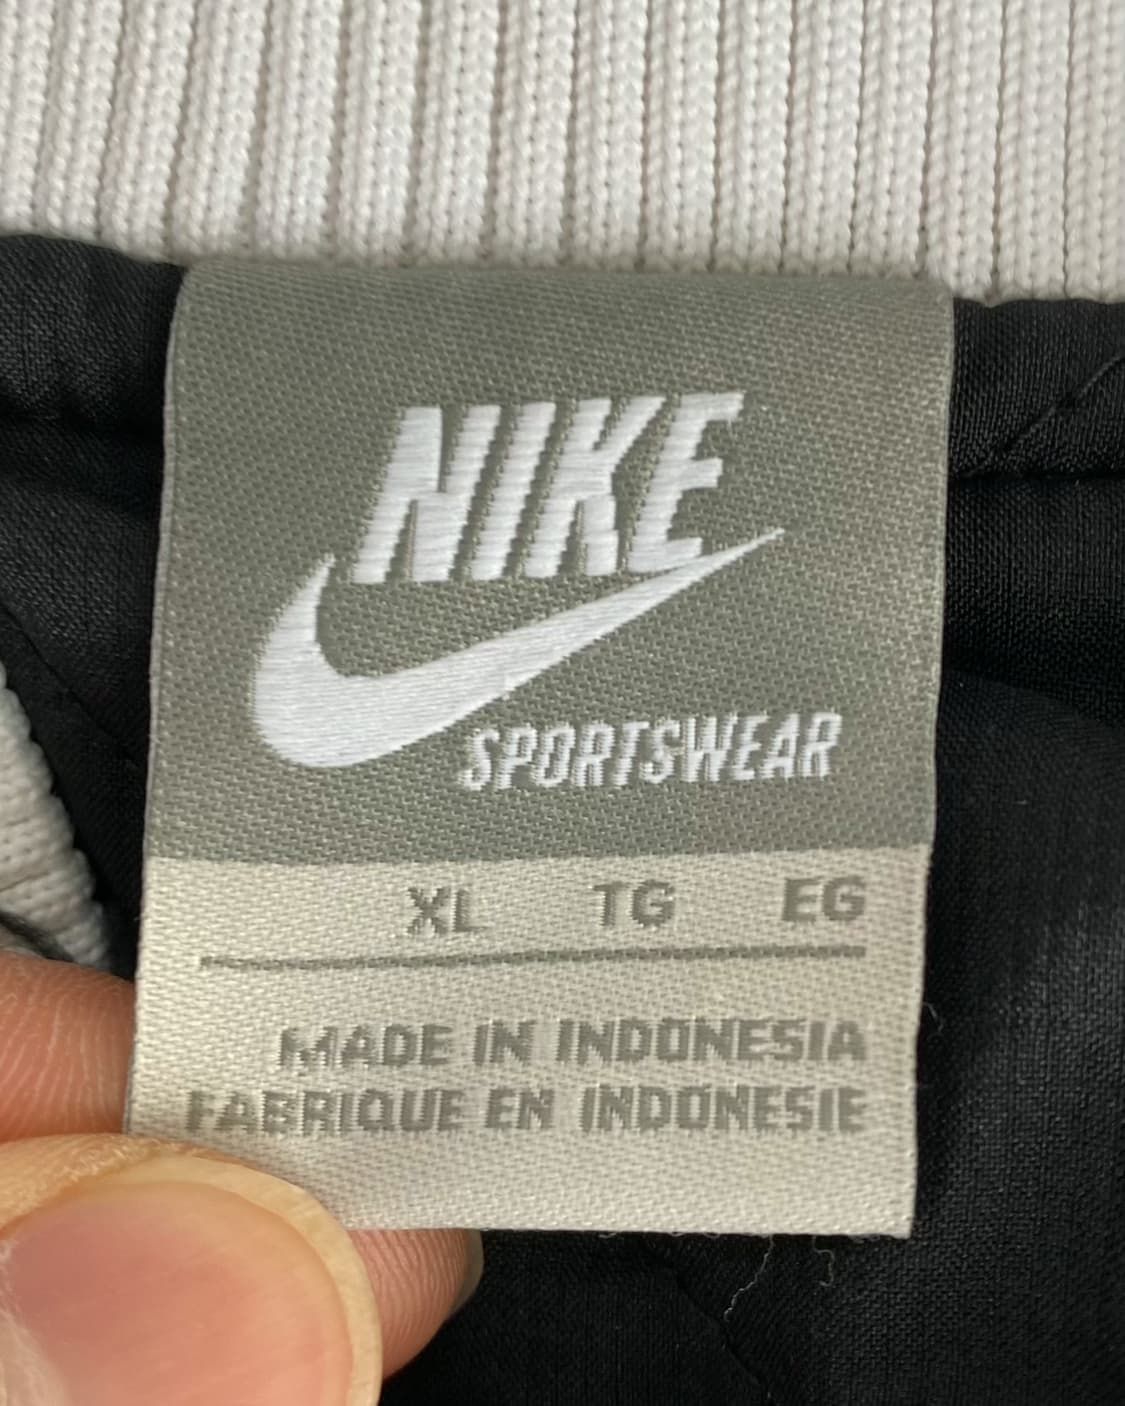 NIKE
SPORTSWEAR
XL TG EG
MADE IN INDONESIA
FABRIQUE EN INDONESIE